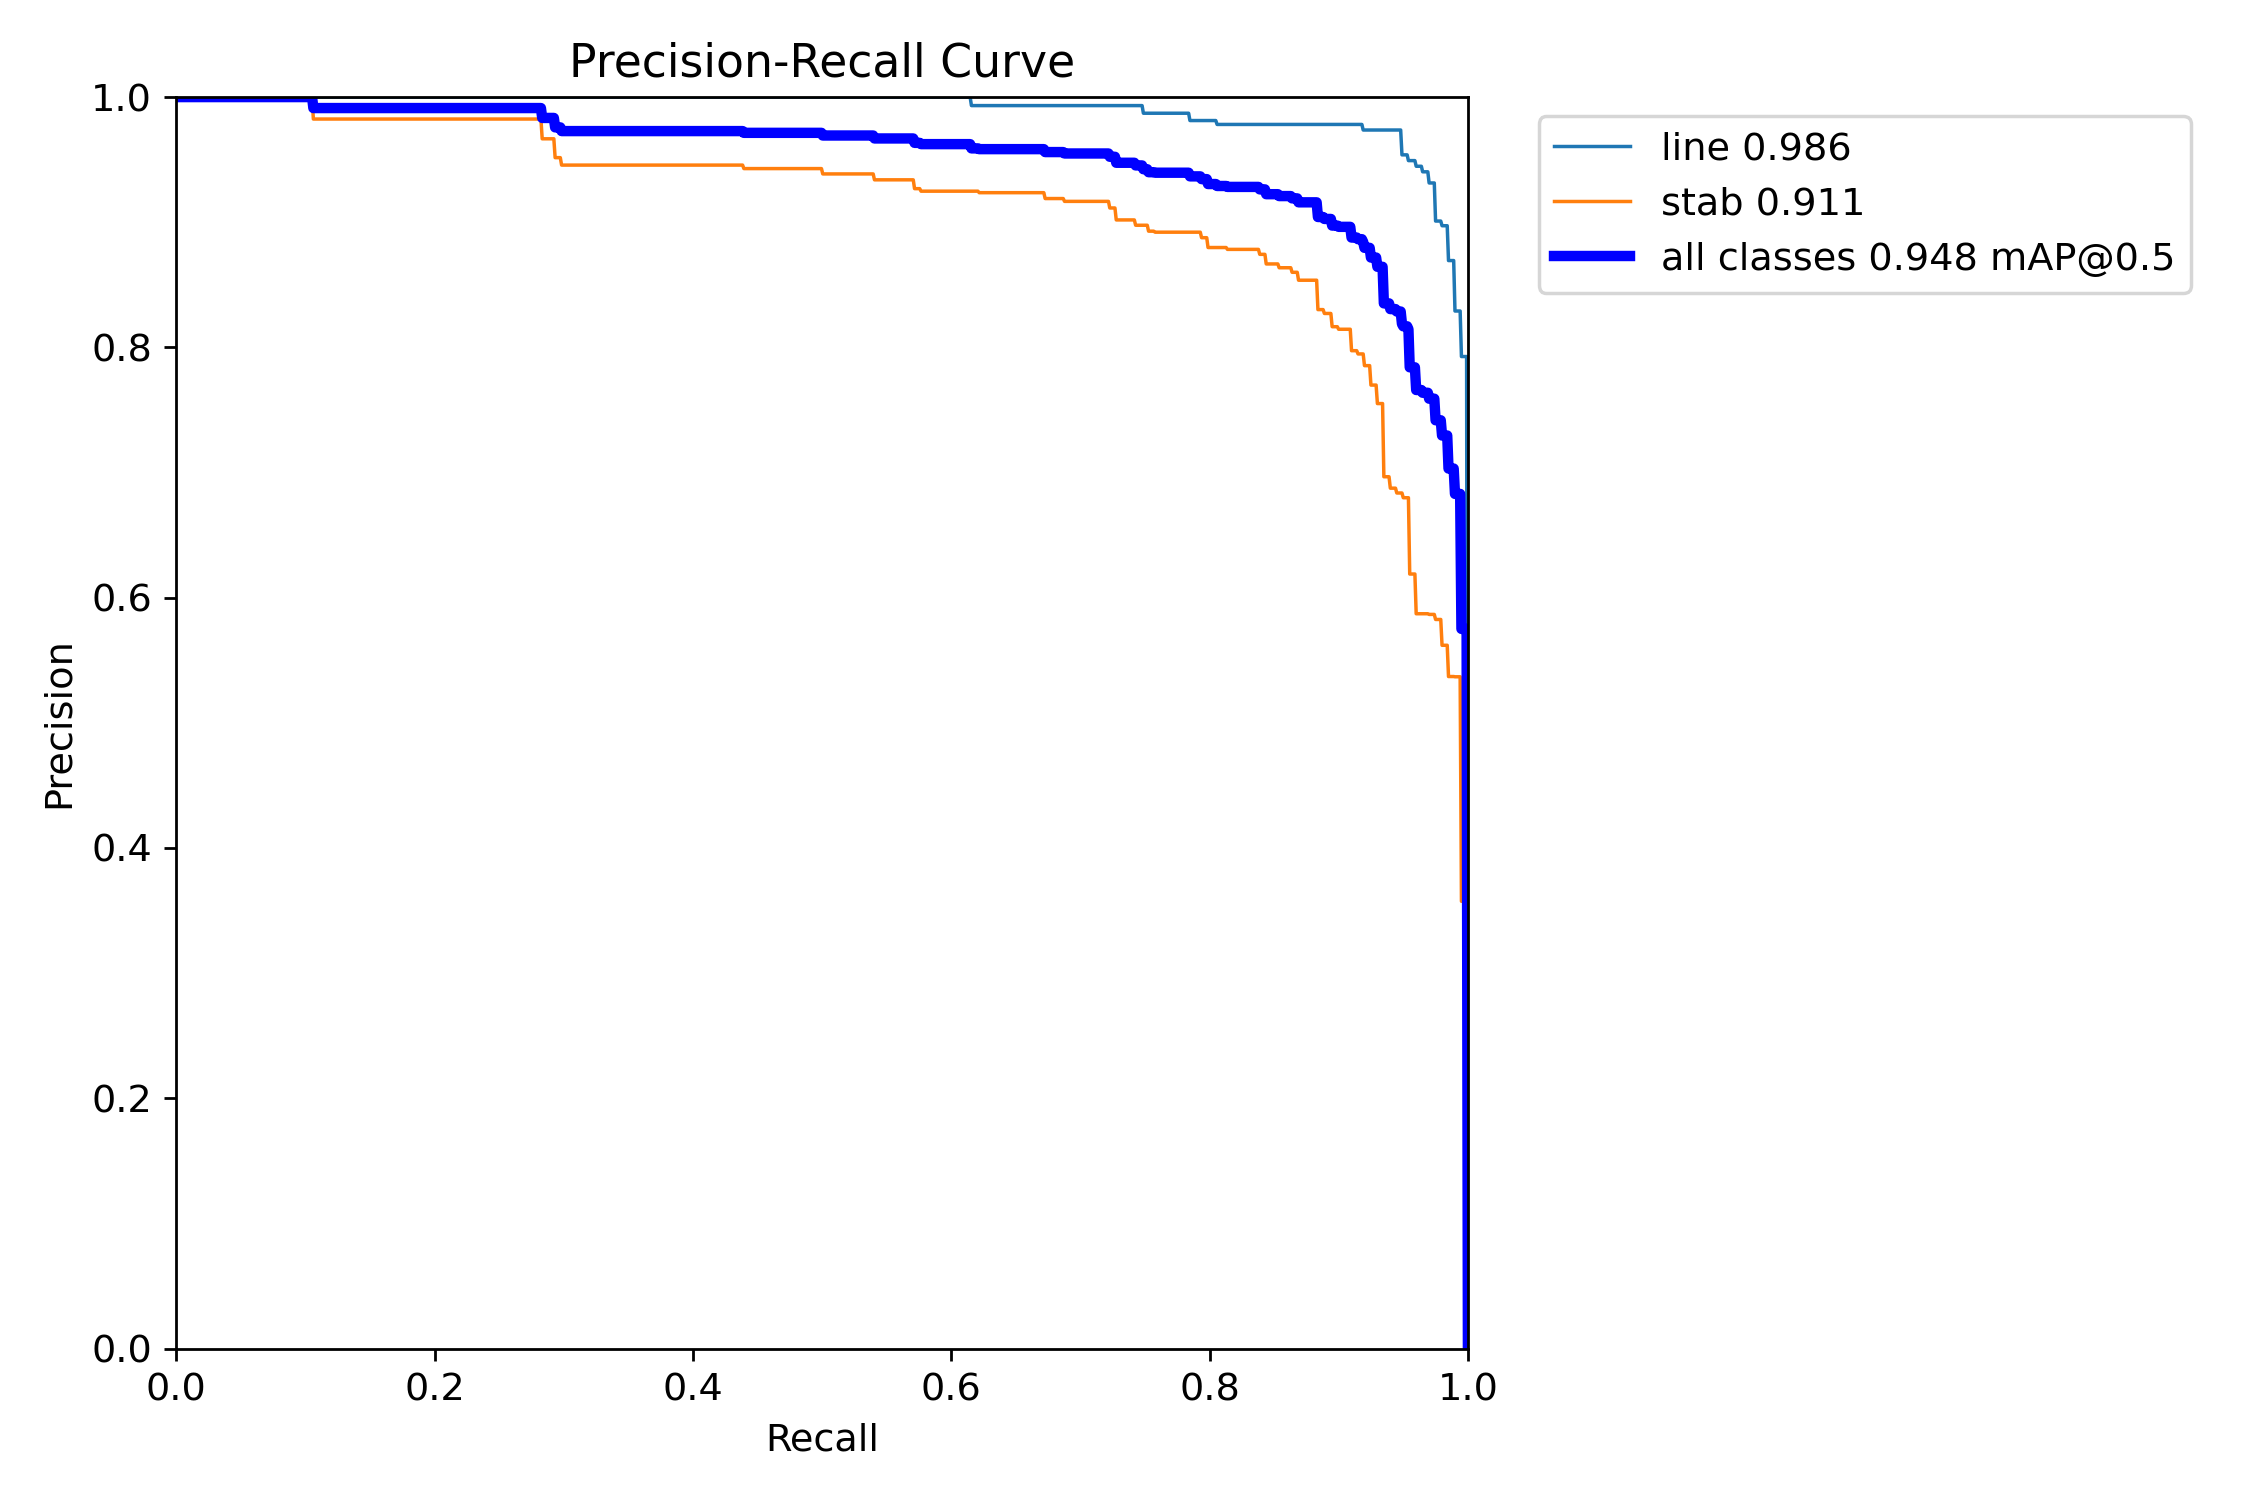 Precision-Recall Curve
1.0
0.8
0.6
0.4
0.2
0.0
Precision
0.0 0.2 0.4 0.6 0.8 1.0
Recall
line 0.986
stab 0.911
all classes 0.948 mAP@0.5